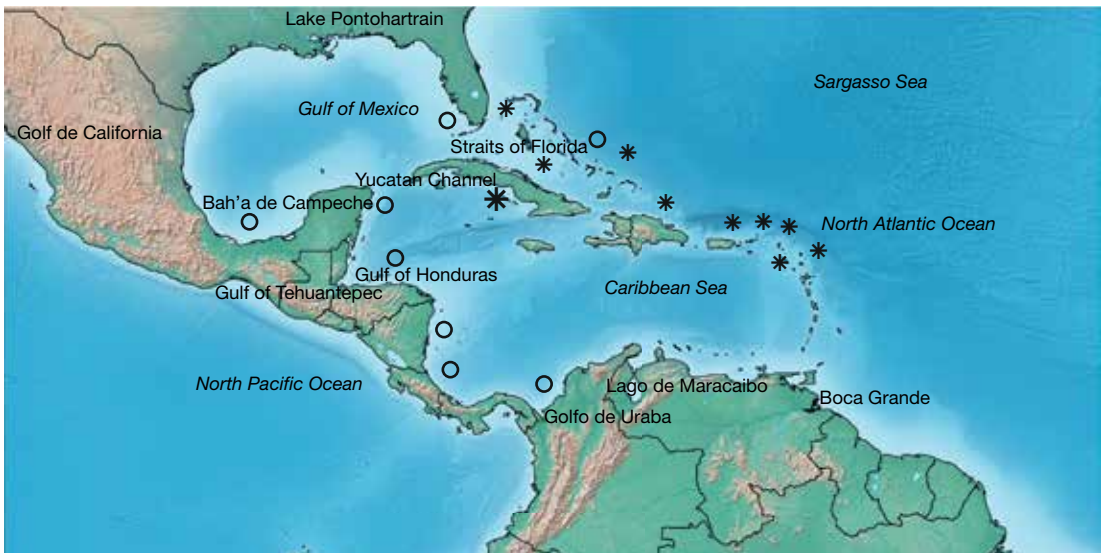 Lake Pontohartrain
Sargasso Sea
Gulf of Mexico
Golf de California
Straits of Florida
Yucatan Channel
Bah'a de Campeche
North Atlantic Ocean
Gulf of Honduras
Gulf of Tehuantepec
Caribbean Sea
North Pacific Ocean
Lago de Maracaibo
Boca Grande
Golfo de Uraba